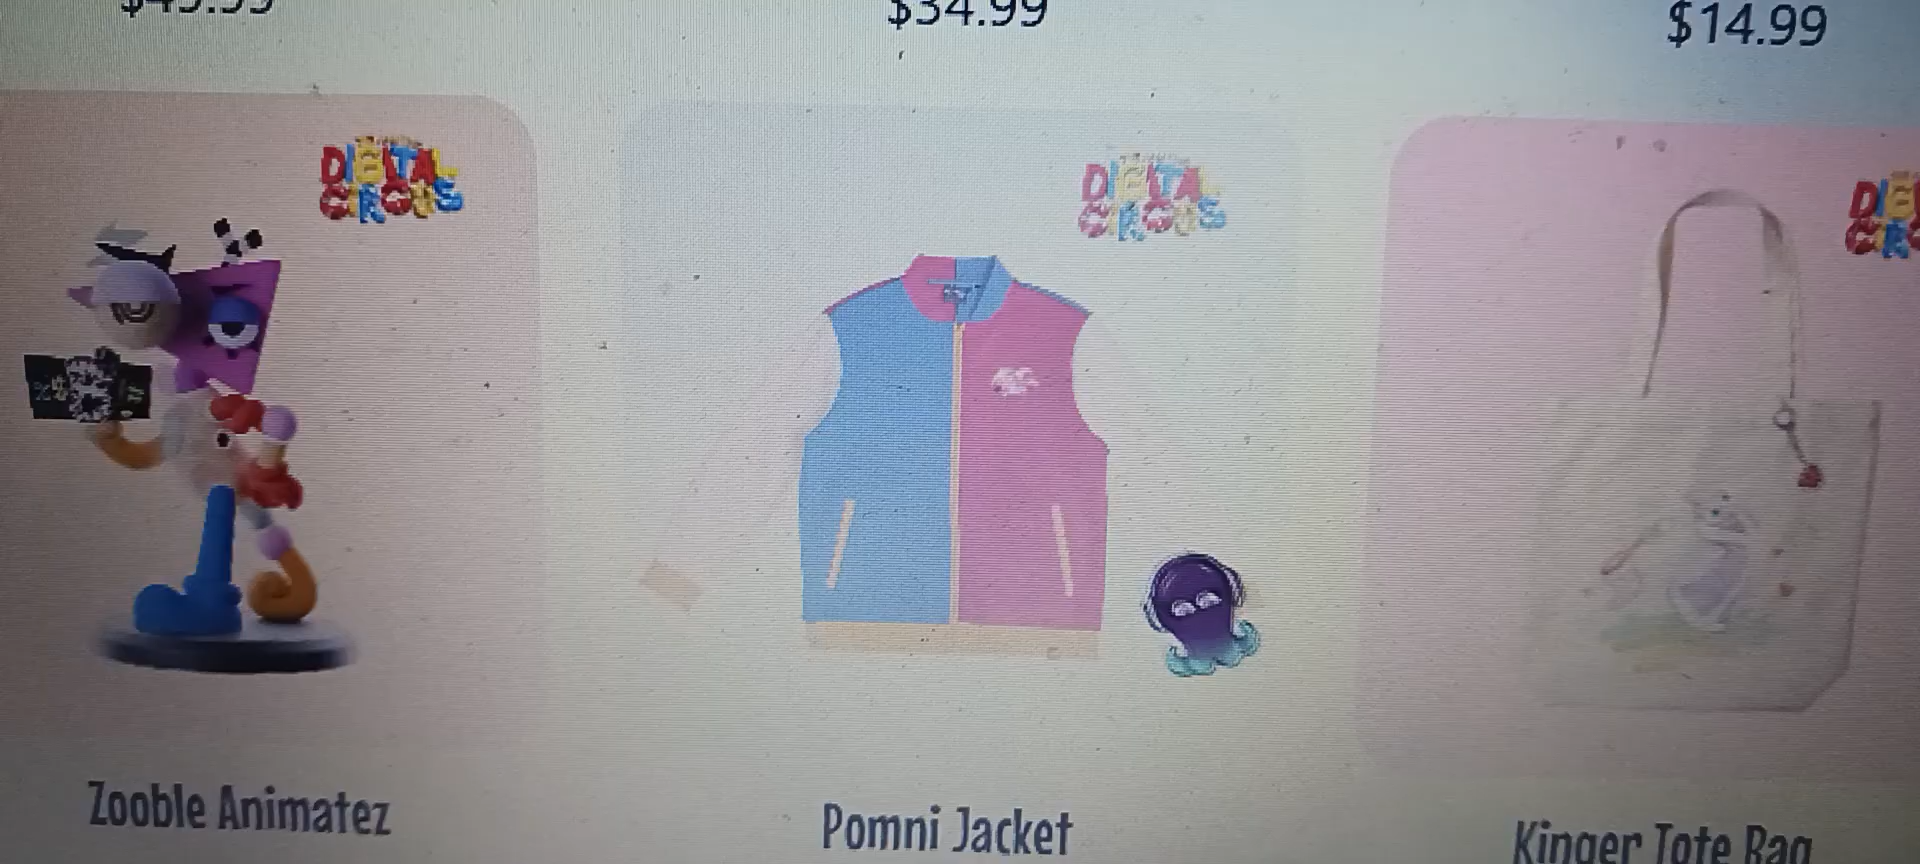 $34.99
$14.99
DIGITAL
CIRCUS
DIGITAL
CIRCUS
Zooble Animatez
Pomni Jacket
Kinger Tote Bag